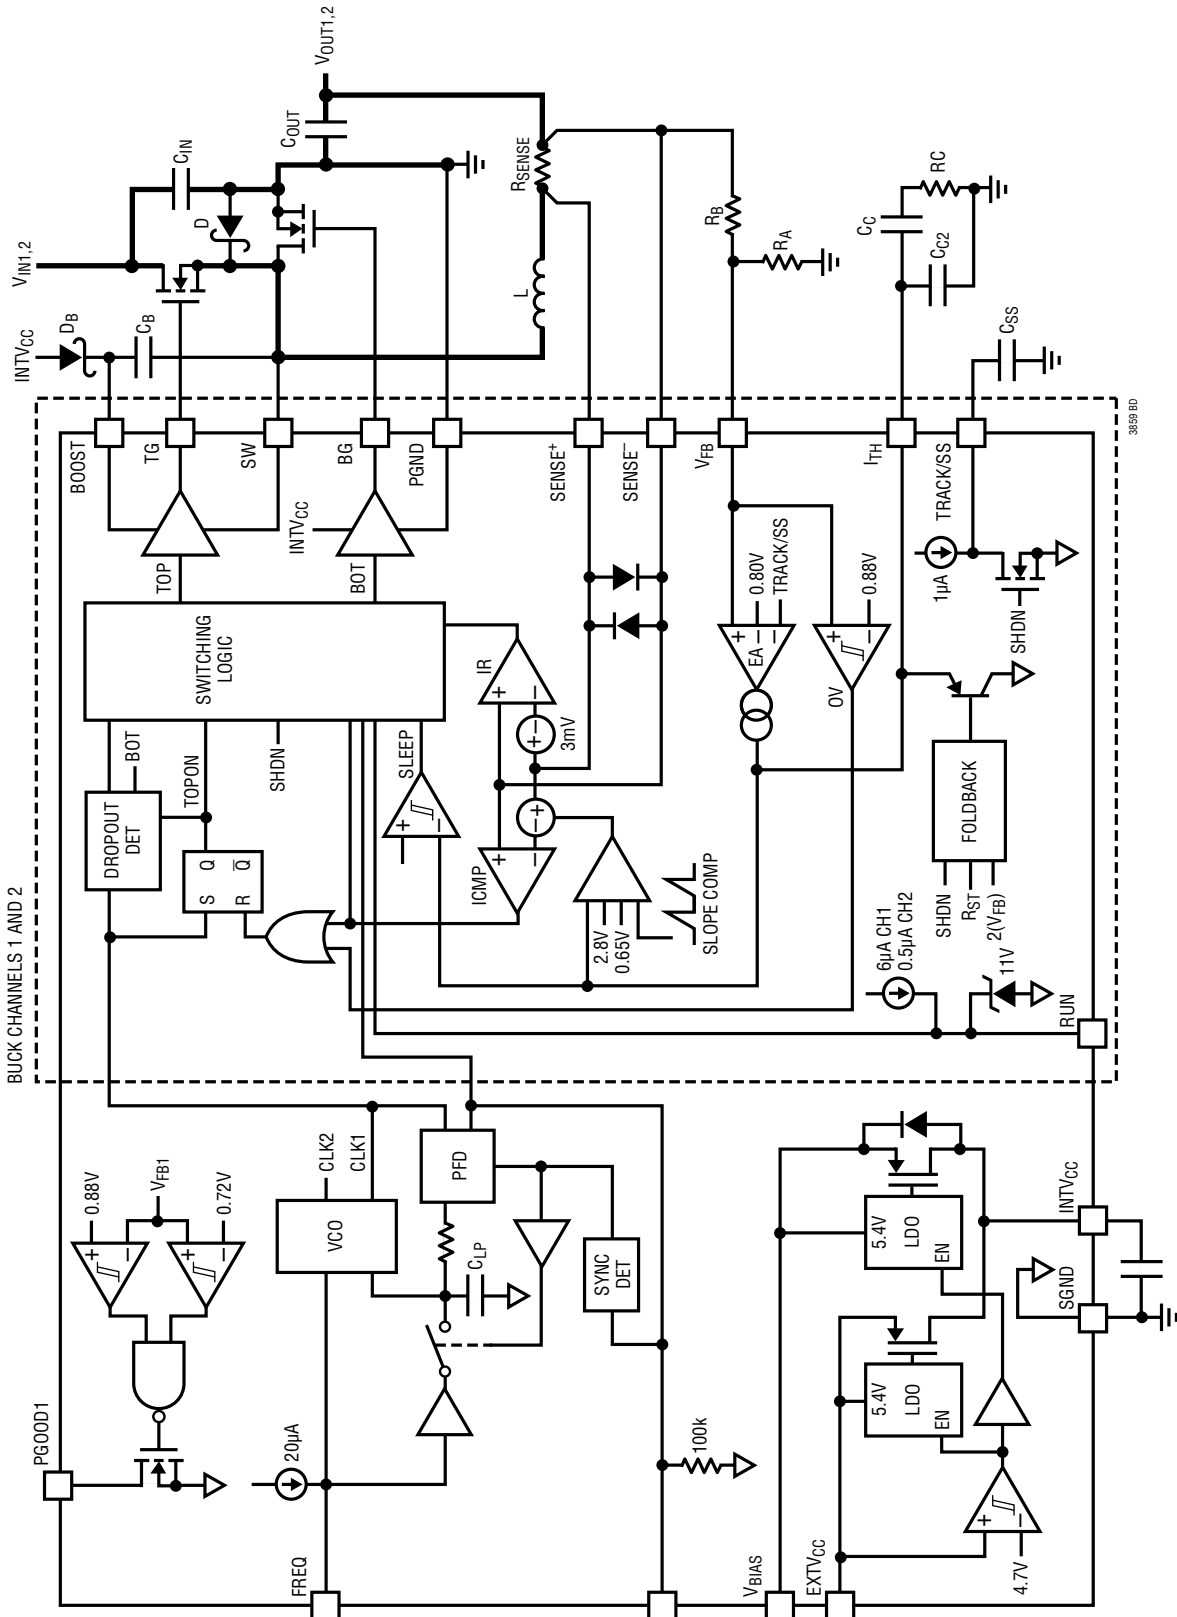 BUCK CHANNELS 1 AND 2
INTVCC
VIN1,2
VOUT1,2
DB
CB
CIN
D
COUT
RSENSE
L
RB
RA
CC
RC
CC2
CSS
BOOST
TG
SW
BG
PGND
SENSE+
SENSE−
VFB
ITH
TRACK/SS
INTVCC
TOP
BOT
SWITCHING
LOGIC
DROPOUT
DET
BOT
TOPON
S Q
R Q̅
SHDN
SLEEP
+
−
IR
+
−
+ −
3mV
− +
ICMP
+
−
2.8V
0.65V
SLOPE COMP
EA
+
−
−
0.80V
TRACK/SS
OV
+
−
0.88V
1µA
SHDN
FOLDBACK
SHDN
RST
2(VFB)
6µA CH1
0.5µA CH2
11V
RUN
3859 BD
PGOOD1
0.88V
+
−
VFB1
+
−
0.72V
VCO
CLK2
CLK1
PFD
CLP
SYNC
DET
20µA
FREQ
100k
VBIAS
EXTVCC
4.7V
+
−
5.4V
LDO
EN
5.4V
LDO
EN
SGND
INTVCC